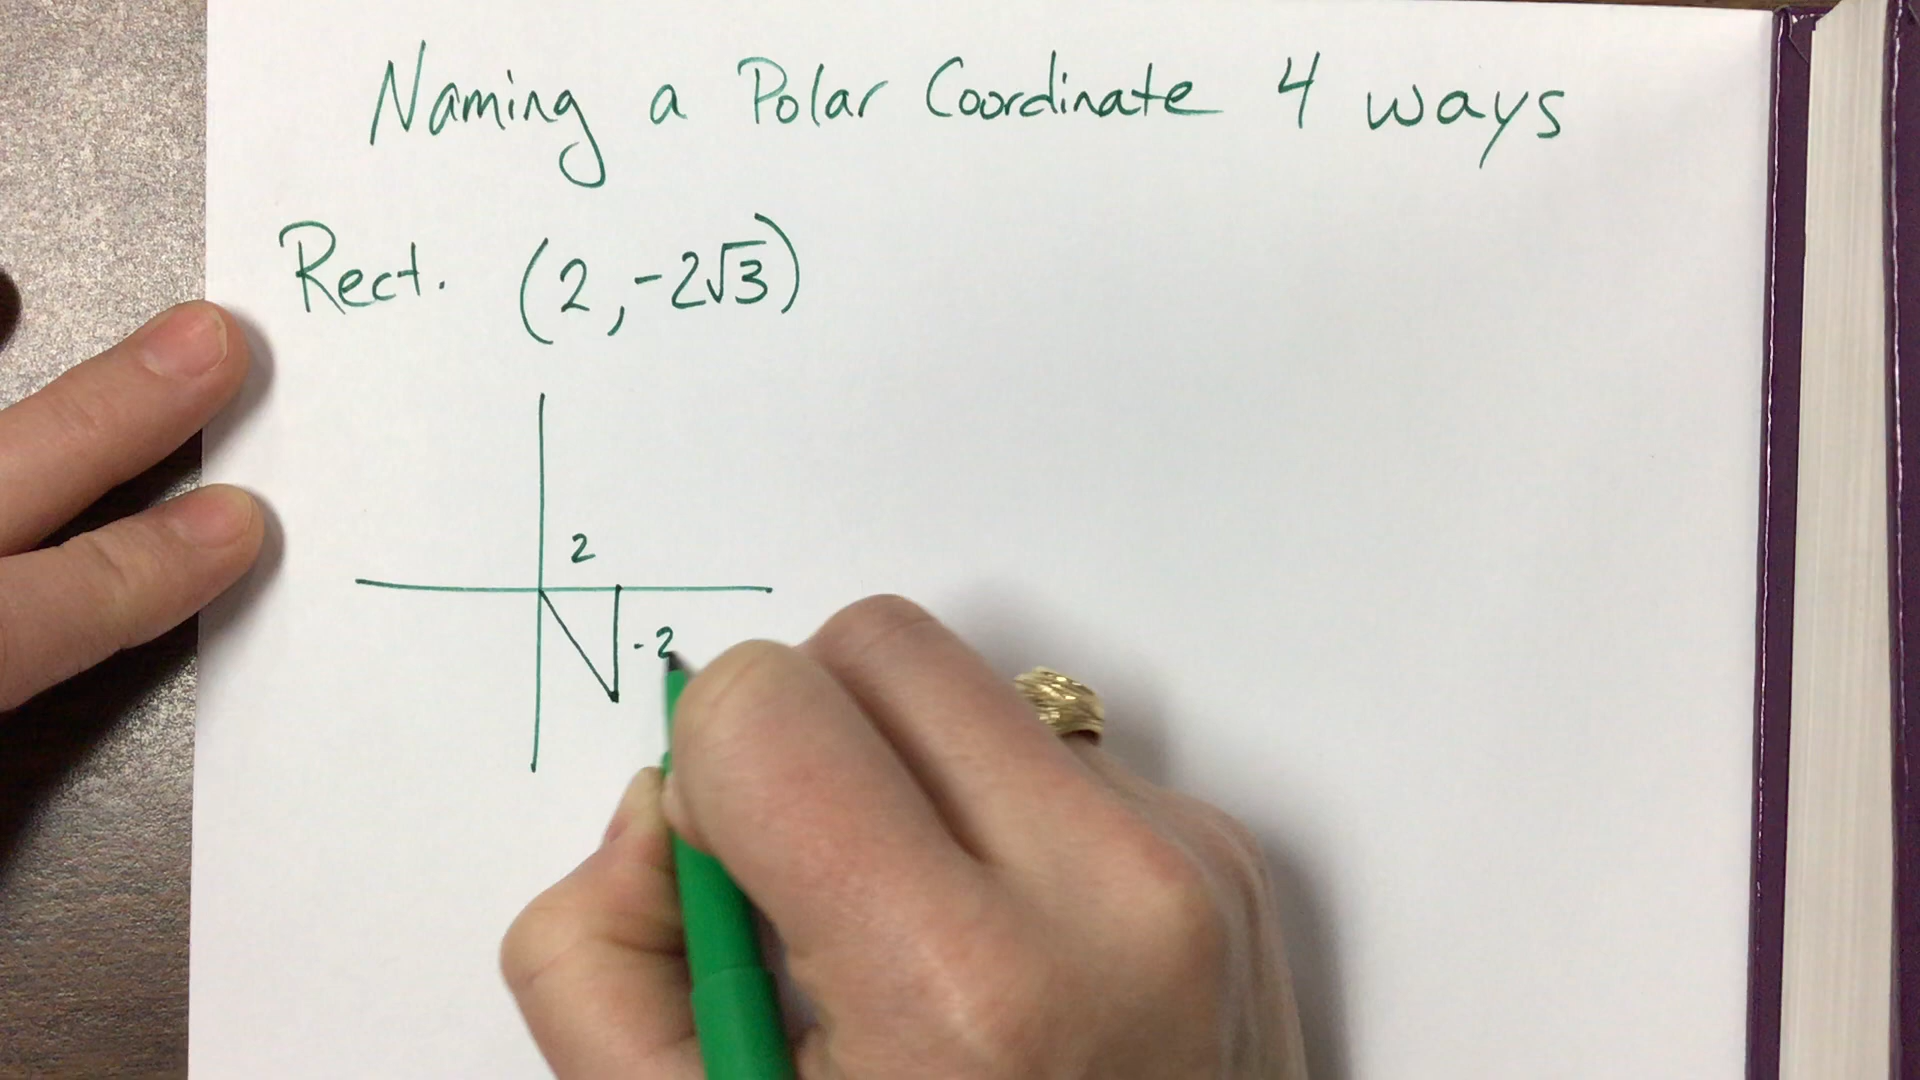 Naming a Polar Coordinate 4 ways
Rect. (2, -2√3)
2
-2